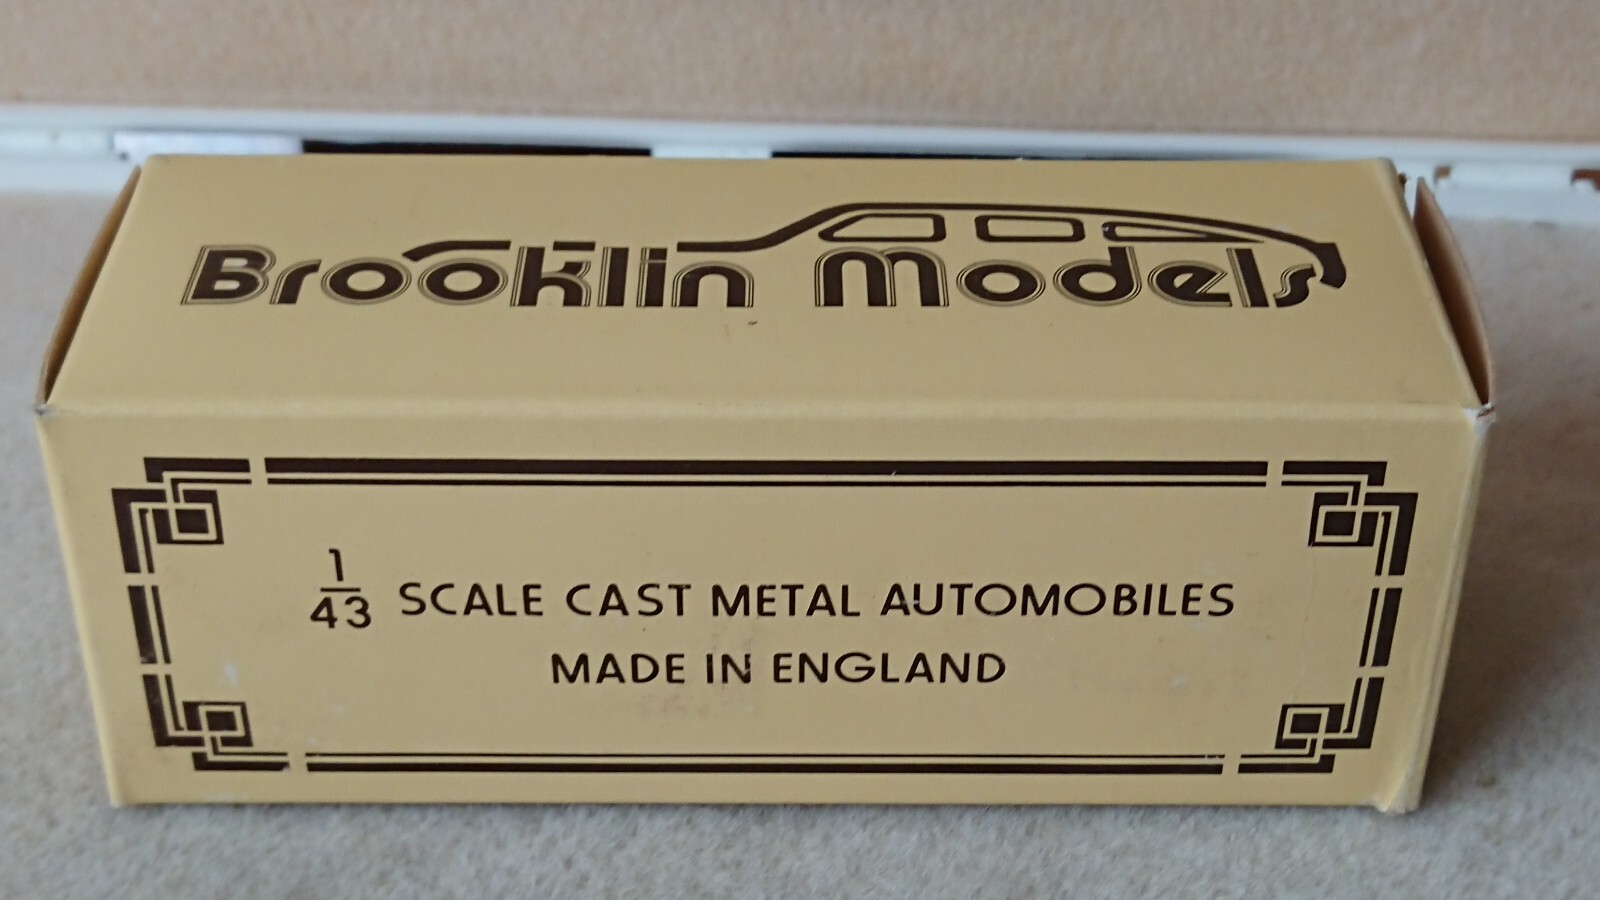 Brooklin Models
1/43 SCALE CAST METAL AUTOMOBILES
MADE IN ENGLAND